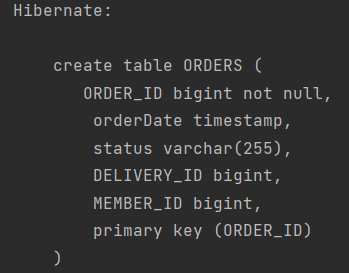 Hibernate:
create table ORDERS (
ORDER_ID bigint not null,
orderDate timestamp,
status varchar(255),
DELIVERY_ID bigint,
MEMBER_ID bigint,
primary key (ORDER_ID)
)